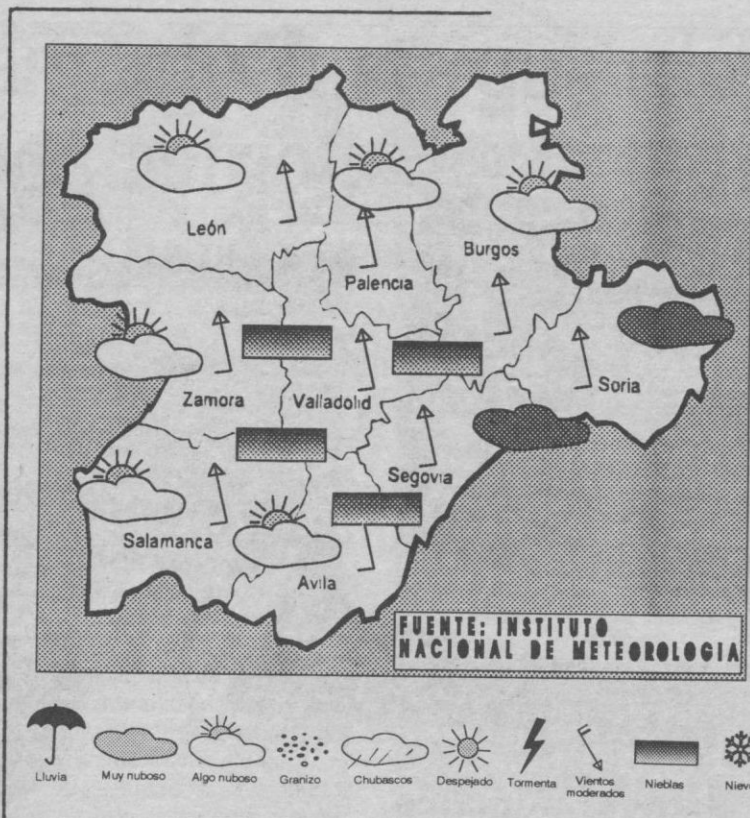 León
Palencia
Burgos
Zamora
Valladolid
Soria
Segovia
Salamanca
Avila
FUENTE: INSTITUTO
NACIONAL DE METEOROLOGIA
Lluvia
Muy nuboso
Algo nuboso
Granizo
Chubascos
Despejado
Tormenta
Vientos
moderados
Nieblas